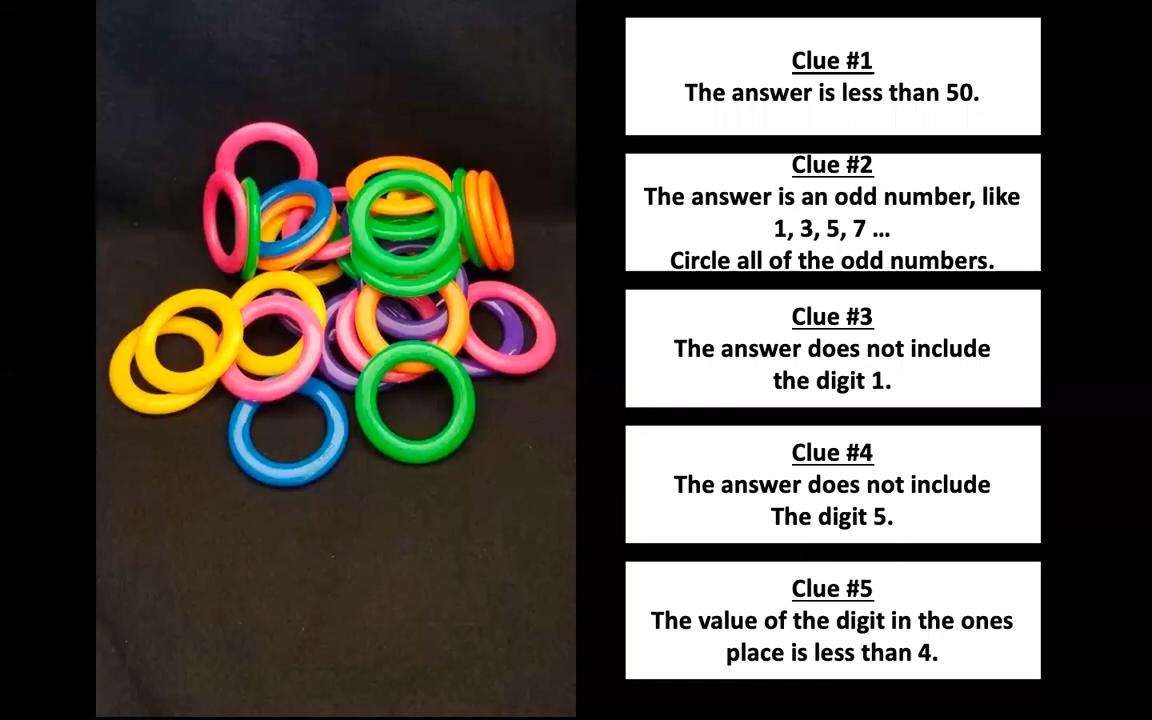 Clue #1
The answer is less than 50.
Clue #2
The answer is an odd number, like
1, 3, 5, 7 ...
Circle all of the odd numbers.
Clue #3
The answer does not include
the digit 1.
Clue #4
The answer does not include
The digit 5.
Clue #5
The value of the digit in the ones
place is less than 4.